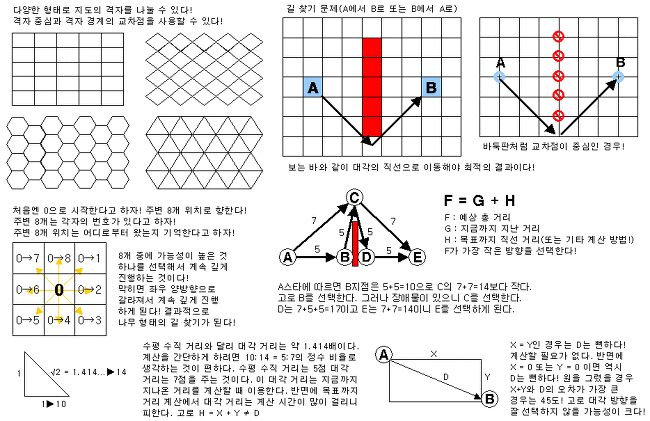 다양한 형태로 지도의 격자를 나눌 수 있다!
격자 중심과 격자 경계의 교차점을 사용할 수 있다!
길 찾기 문제(A에서 B로 또는 B에서 A로)
A
B
보는 바와 같이 대각의 직선으로 이동해야 최적의 결과이다!
A
B
바둑판처럼 교차점이 중심인 경우!
처음엔 0으로 시작한다고 하자! 주변 8개 위치로 향한다!
주변 8개는 각자의 번호가 있다고 하자!
주변 8개 위치는 어디로부터 왔는지 기억한다고 하자!
0→7 0→8 0→1
0→6 0 0→2
0→5 0→4 0→3
8개 중에 가능성이 높은 것
하나를 선택해서 계속 깊게
진행하는 것이다!
막히면 좌우 양방향으로
갈라져서 계속 깊게 진행
하게 된다! 결과적으로
나무 형태의 길 찾기가 된다!
C
7
7
A
5
B
D
5
E
5
5
F = G + H
F : 예상 총 거리
G : 지금까지 지난 거리
H : 목표까지 직선 거리(또는 기타 계산 방법!)
F가 가장 작은 방향을 선택한다!
A스타에 따르면 B지점은 5+5=10으로 C의 7+7=14보다 작다.
고로 B를 선택한다. 그러나 장애물이 있으니 C를 선택한다.
D는 7+5+5=17이고 E는 7+7=14이니 E를 선택하게 된다.
1
√2 = 1.414...▶14
1▶10
수평 수직 거리와 달리 대각 거리는 약 1.414배이다.
계산을 간단하게 하려면 10:14 = 5:7의 정수 비율로
생각하는 것이 편하다. 수평 수직 거리는 5점 대각
거리는 7점을 주는 것이다. 이 대각 거리는 지금까지
지나온 거리를 계산할 때 이용한다. 반면에 목표까지
거리 계산에서 대각 거리는 계산 시간이 많이 걸리니
피한다. 고로 H = X + Y ≠ D
A
X
D
Y
B
X = Y인 경우는 D는 뻔하다!
계산할 필요가 없다. 반면에
X = 0 또는 Y = 0 이면 역시
D는 뻔하다! 원을 그렸을 경우
X+Y와 D의 오차가 가장 큰
경우는 45도! 고로 대각 방향을
잘 선택하지 않을 가능성이 크다!